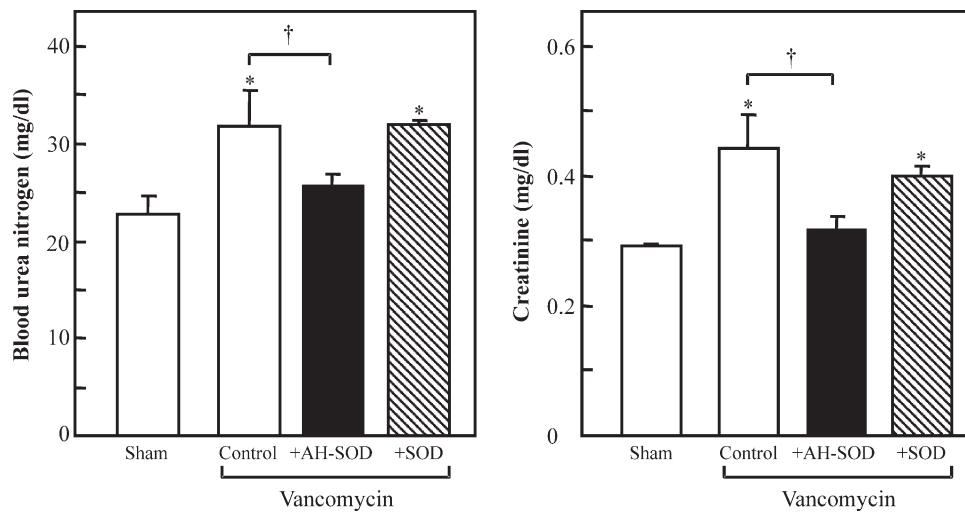 Blood urea nitrogen (mg/dl)
40
30
20
10
0
†
*
*
Sham
Control
+AH-SOD
+SOD
Vancomycin
Creatinine (mg/dl)
0.6
0.4
0.2
0
†
*
*
Sham
Control
+AH-SOD
+SOD
Vancomycin